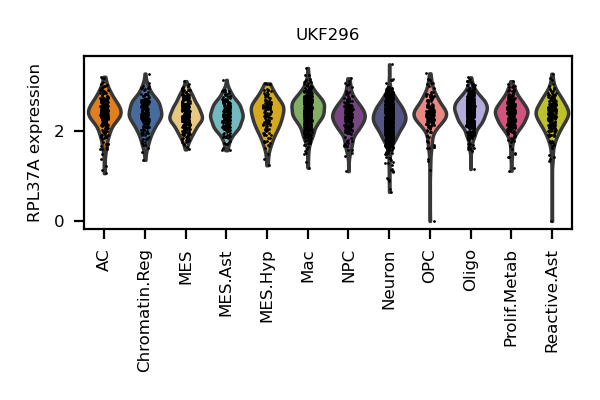 UKF296
RPL37A expression
2
0
AC
Chromatin.Reg
MES
MES.Ast
MES.Hyp
Mac
NPC
Neuron
OPC
Oligo
Prolif.Metab
Reactive.Ast